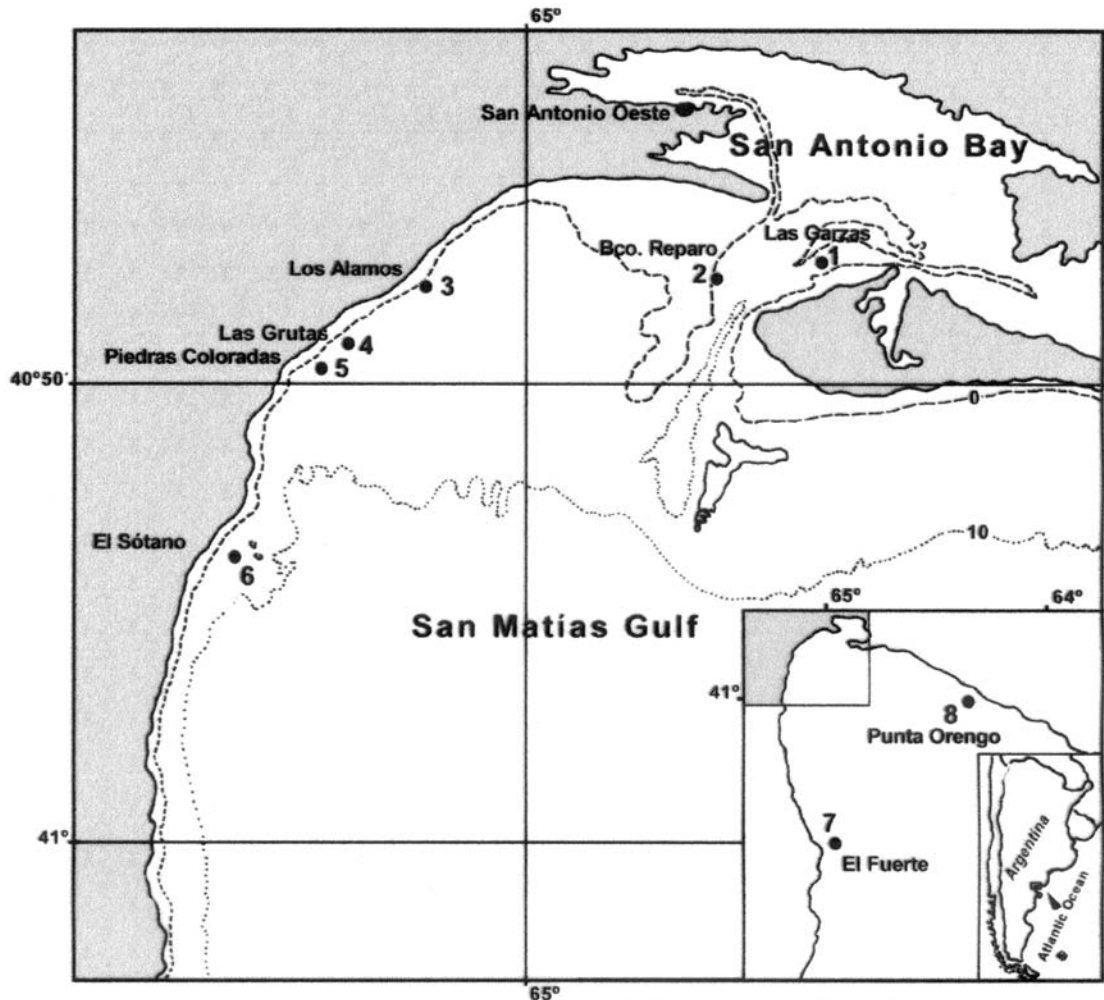 65º
San Antonio Oeste
San Antonio Bay
Las Garzas
Bco. Reparo
1
2
Los Alamos
3
Las Grutas
4
Piedras Coloradas
5
40º50'
0
El Sótano
6
10
San Matías Gulf
65º
64º
41º
8
Punta Orengo
7
El Fuerte
Argentina
Atlantic Ocean
41º
65º